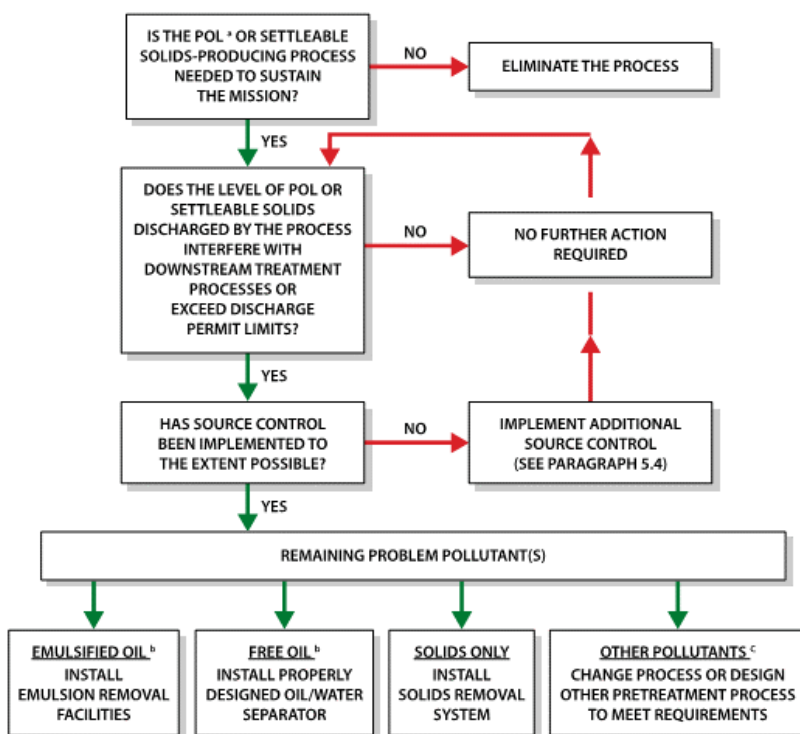 IS THE POL ª OR SETTLEABLE
SOLIDS-PRODUCING PROCESS
NEEDED TO SUSTAIN
THE MISSION?
NO
ELIMINATE THE PROCESS
YES
DOES THE LEVEL OF POL OR
SETTLEABLE SOLIDS
DISCHARGED BY THE PROCESS
INTERFERE WITH
DOWNSTREAM TREATMENT
PROCESSES OR
EXCEED DISCHARGE
PERMIT LIMITS?
NO
NO FURTHER ACTION
REQUIRED
YES
HAS SOURCE CONTROL
BEEN IMPLEMENTED TO
THE EXTENT POSSIBLE?
NO
IMPLEMENT ADDITIONAL
SOURCE CONTROL
(SEE PARAGRAPH 5.4)
YES
REMAINING PROBLEM POLLUTANT(S)
EMULSIFIED OIL ᵇ
INSTALL
EMULSION REMOVAL
FACILITIES
FREE OIL ᵇ
INSTALL PROPERLY
DESIGNED OIL/WATER
SEPARATOR
SOLIDS ONLY
INSTALL
SOLIDS REMOVAL
SYSTEM
OTHER POLLUTANTS ᶜ
CHANGE PROCESS OR DESIGN
OTHER PRETREATMENT PROCESS
TO MEET REQUIREMENTS